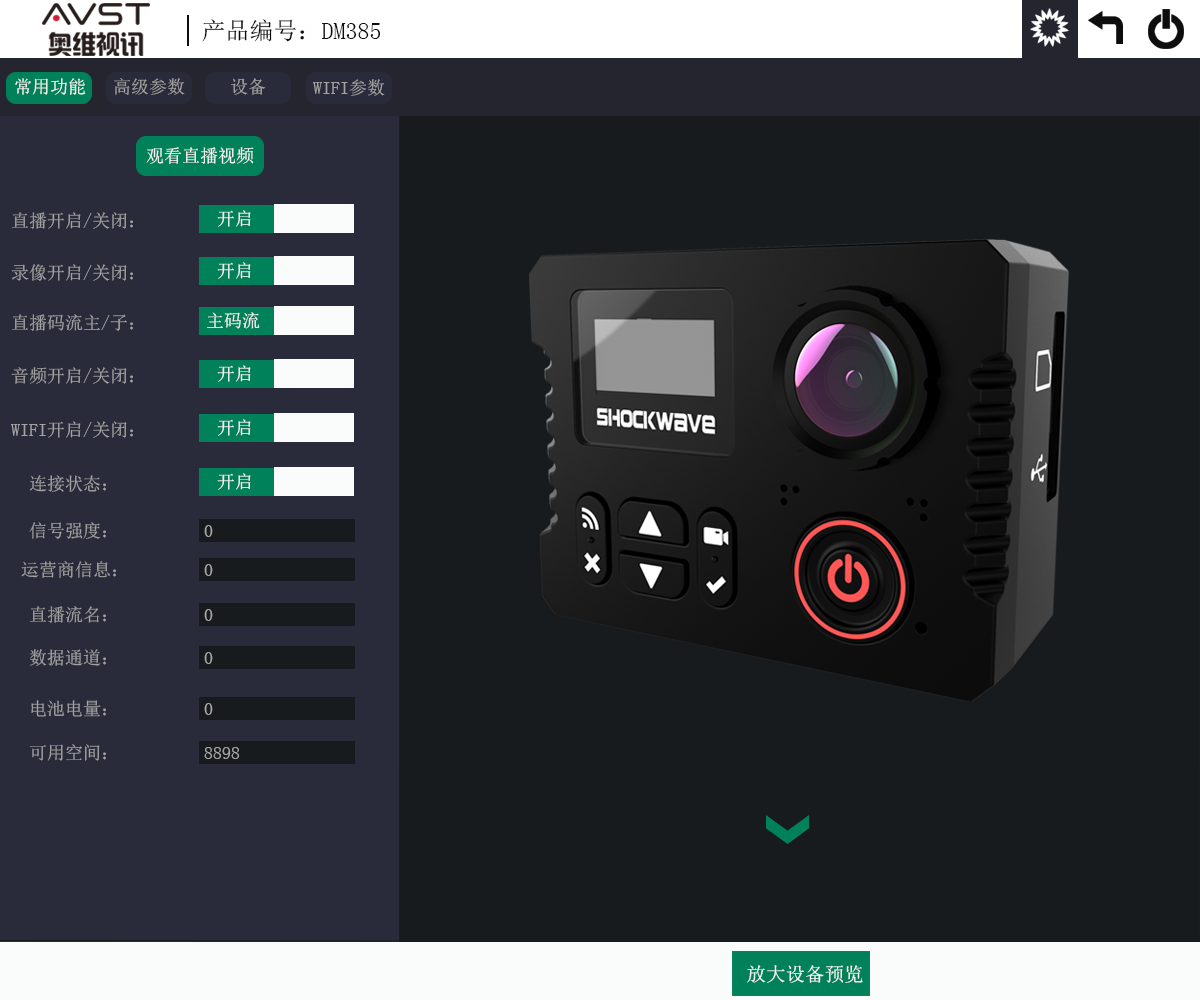 AVST
奥维视讯
产品编号：DM385
常用功能 高级参数 设备 WIFI参数
观看直播视频
直播开启/关闭： 开启
录像开启/关闭： 开启
直播码流主/子： 主码流
音频开启/关闭： 开启
WIFI开启/关闭： 开启
连接状态： 开启
信号强度： 0
运营商信息： 0
直播流名： 0
数据通道： 0
电池电量： 0
可用空间： 8898
SHOCKWAVE
放大设备预览